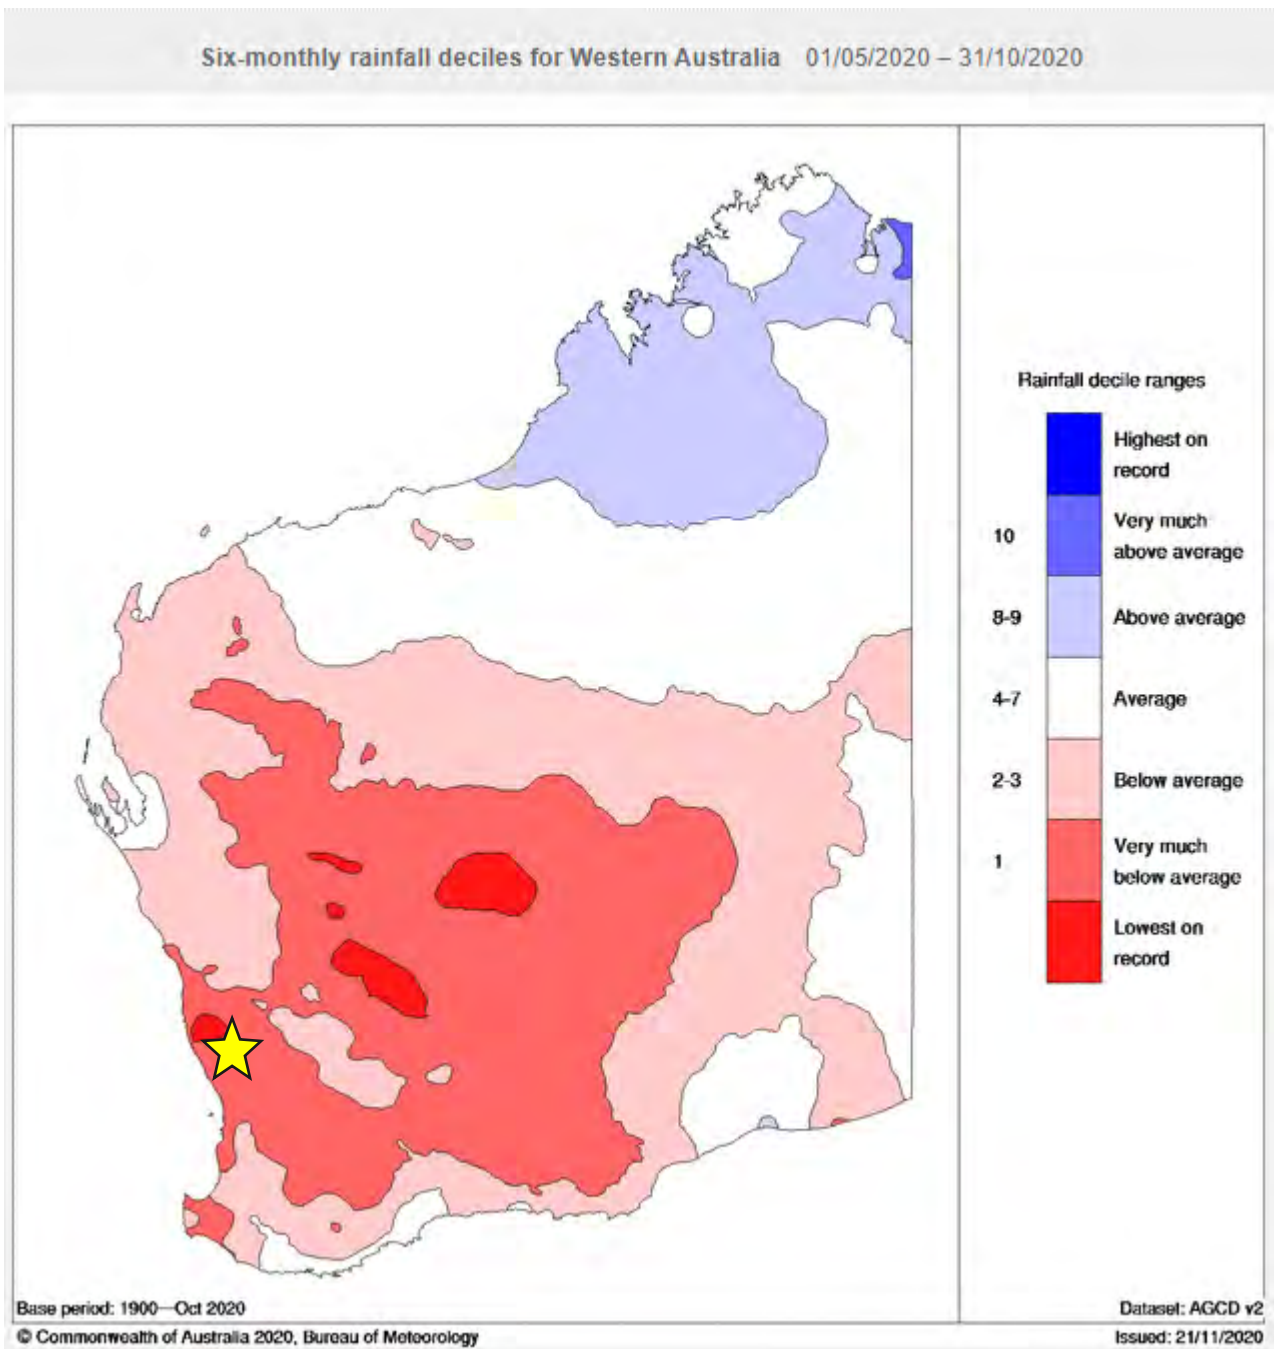 Six-monthly rainfall deciles for Western Australia 01/05/2020 – 31/10/2020
Rainfall decile ranges
Highest on
record
10
Very much
above average
8-9
Above average
4-7
Average
2-3
Below average
1
Very much
below average
Lowest on
record
Base period: 1900—Oct 2020
Dataset: AGCD v2
© Commonwealth of Australia 2020, Bureau of Meteorology
Issued: 21/11/2020